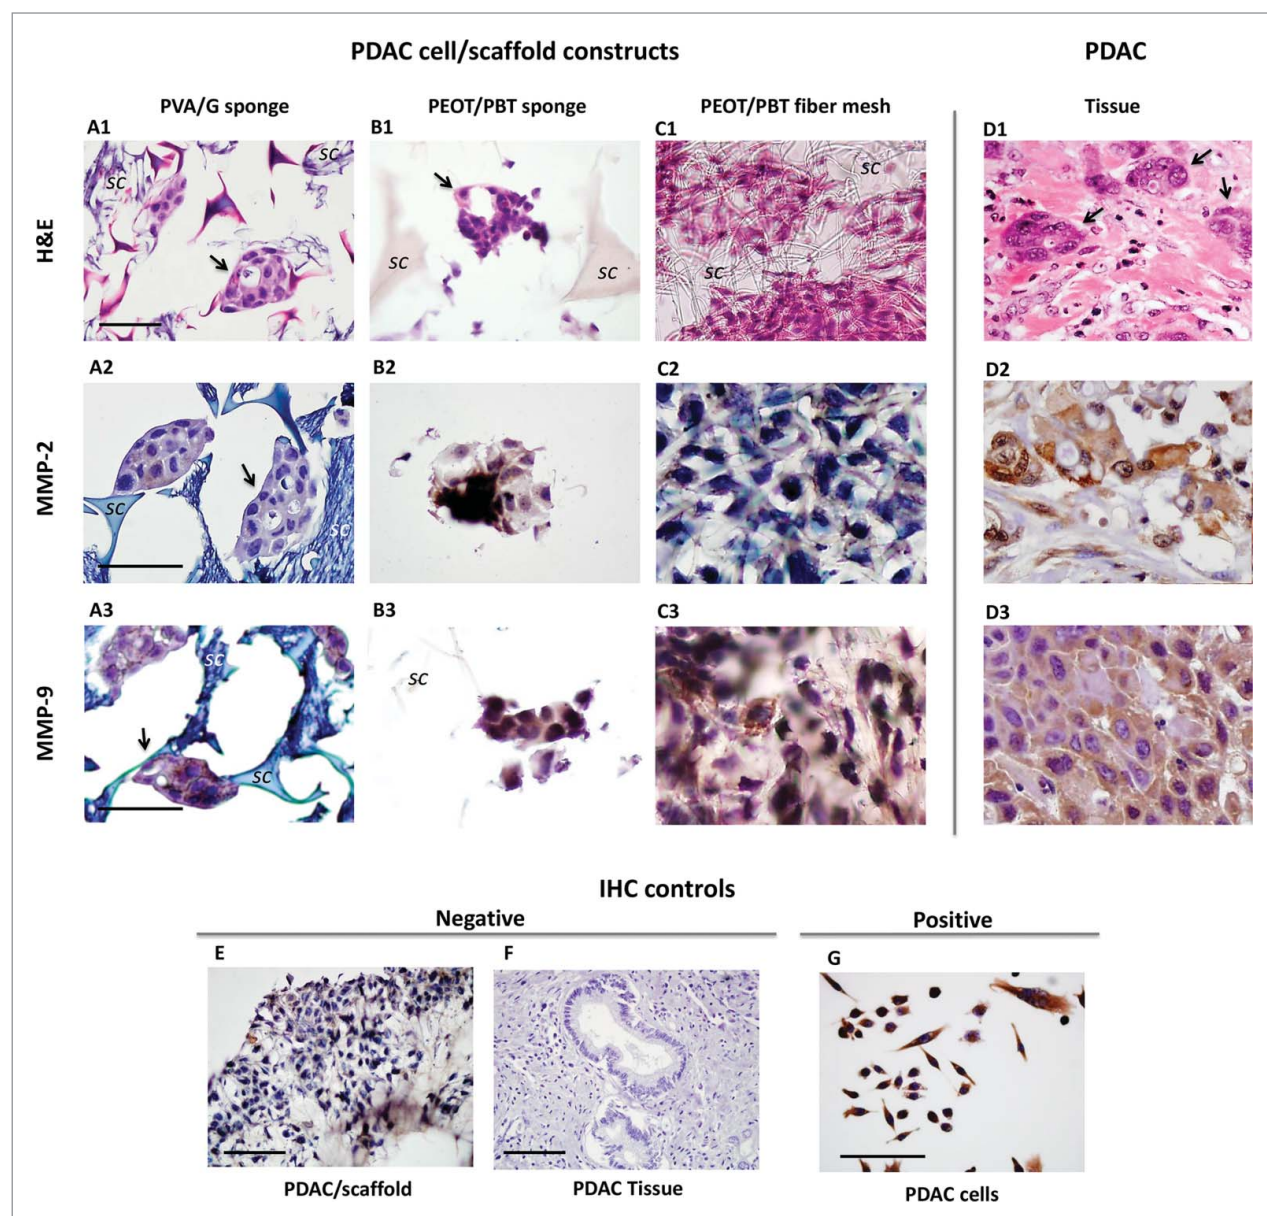 PDAC cell/scaffold constructs PDAC
PVA/G sponge PEOT/PBT sponge PEOT/PBT fiber mesh Tissue
A1 B1 C1 D1
H&E
SC SC SC SC SC SC
A2 B2 C2 D2
MMP-2
SC SC
A3 B3 C3 D3
MMP-9
SC SC SC
IHC controls
Negative Positive
E F G
PDAC/scaffold PDAC Tissue PDAC cells